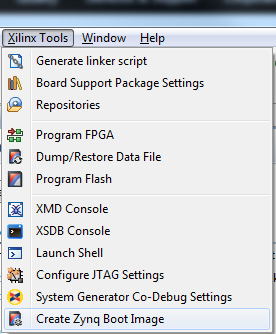 Xilinx Tools Window Help
Generate linker script
Board Support Package Settings
Repositories
Program FPGA
Dump/Restore Data File
Program Flash
XMD Console
XSDB Console
Launch Shell
Configure JTAG Settings
System Generator Co-Debug Settings
Create Zynq Boot Image